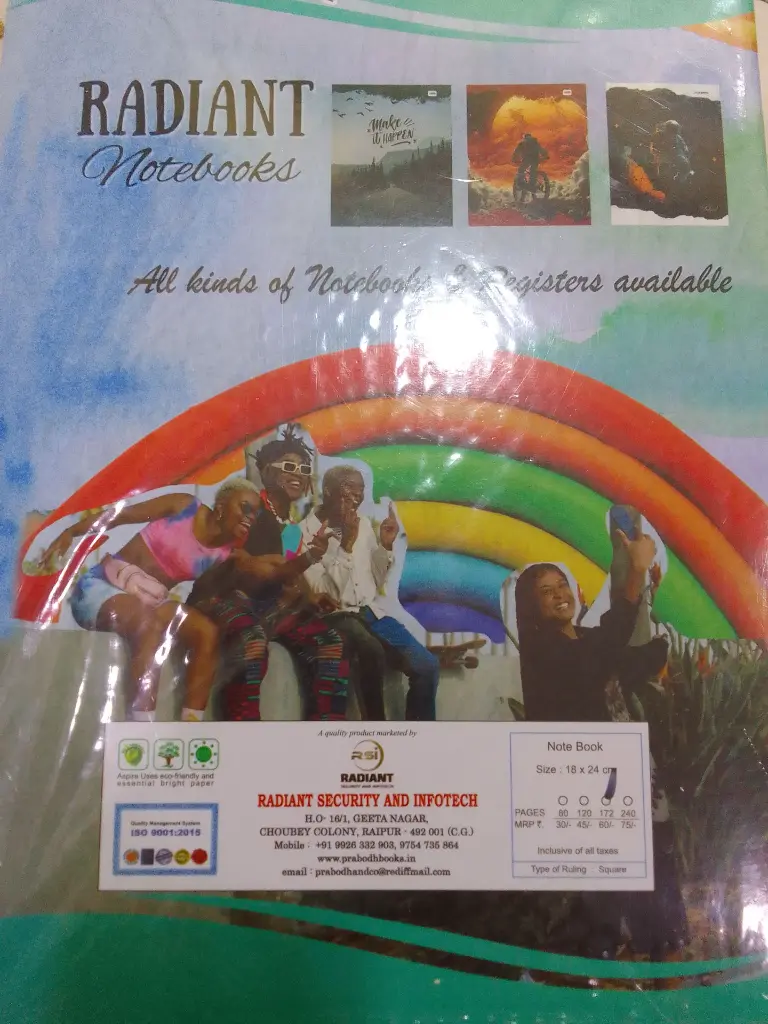 RADIANT
Notebooks
Make
it HAPPEN
All kinds of Notebooks & Registers available
A quality product marketed by
RSI
RADIANT
SECURITY AND INFOTECH
RADIANT SECURITY AND INFOTECH
H.O- 16/1, GEETA NAGAR,
CHOUBEY COLONY, RAIPUR - 492 001 (C.G.)
Mobile : +91 9926 332 903, 9754 735 864
www.prabodhbooks.in
email : prabodhandco@rediffmail.com
Aspire Uses eco-friendly and
essential bright paper
Quality Management System
ISO 9001:2015
Note Book
Size : 18 x 24 cm
PAGES 80 120 172 240
MRP ₹. 30/- 45/- 60/- 75/-
Inclusive of all taxes
Type of Ruling : Square